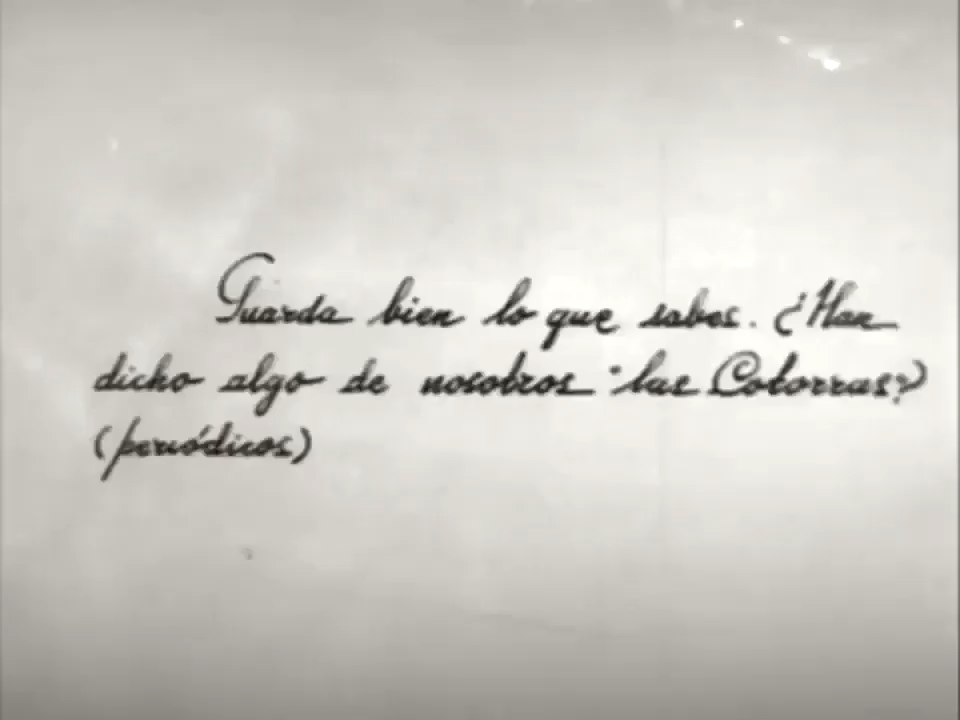 Guarda bien lo que sabes. ¿Han
dicho algo de nosotros "las Cotorras?
(periódicos)